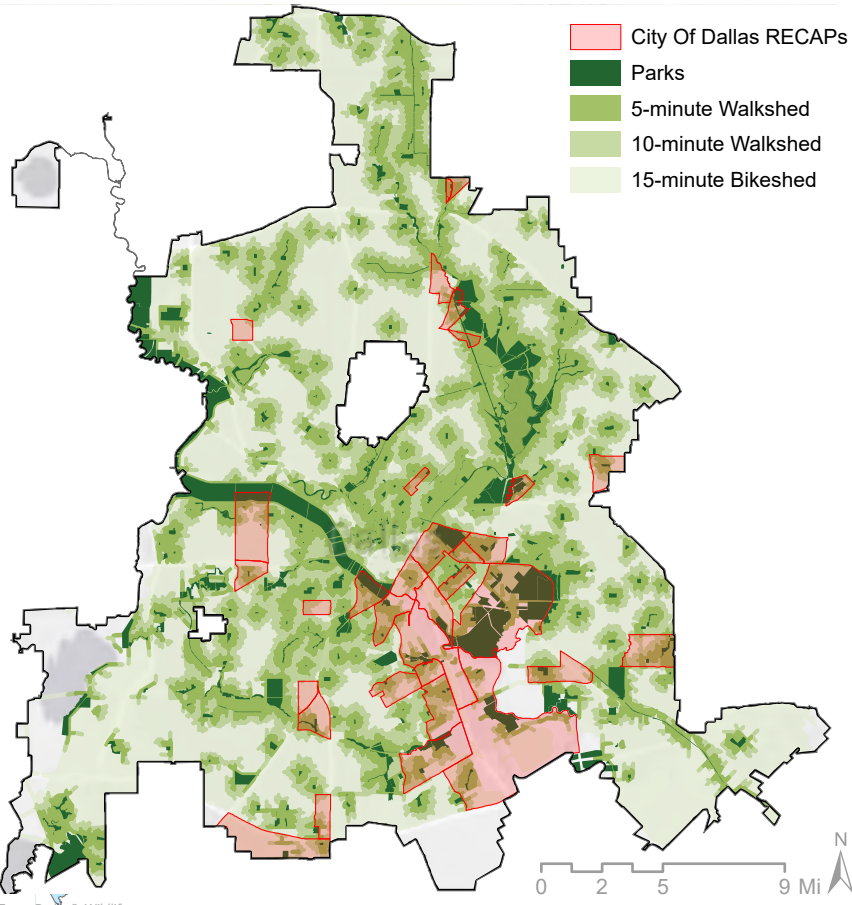 City Of Dallas RECAPs
Parks
5-minute Walkshed
10-minute Walkshed
15-minute Bikeshed
N
0 2 5 9 Mi